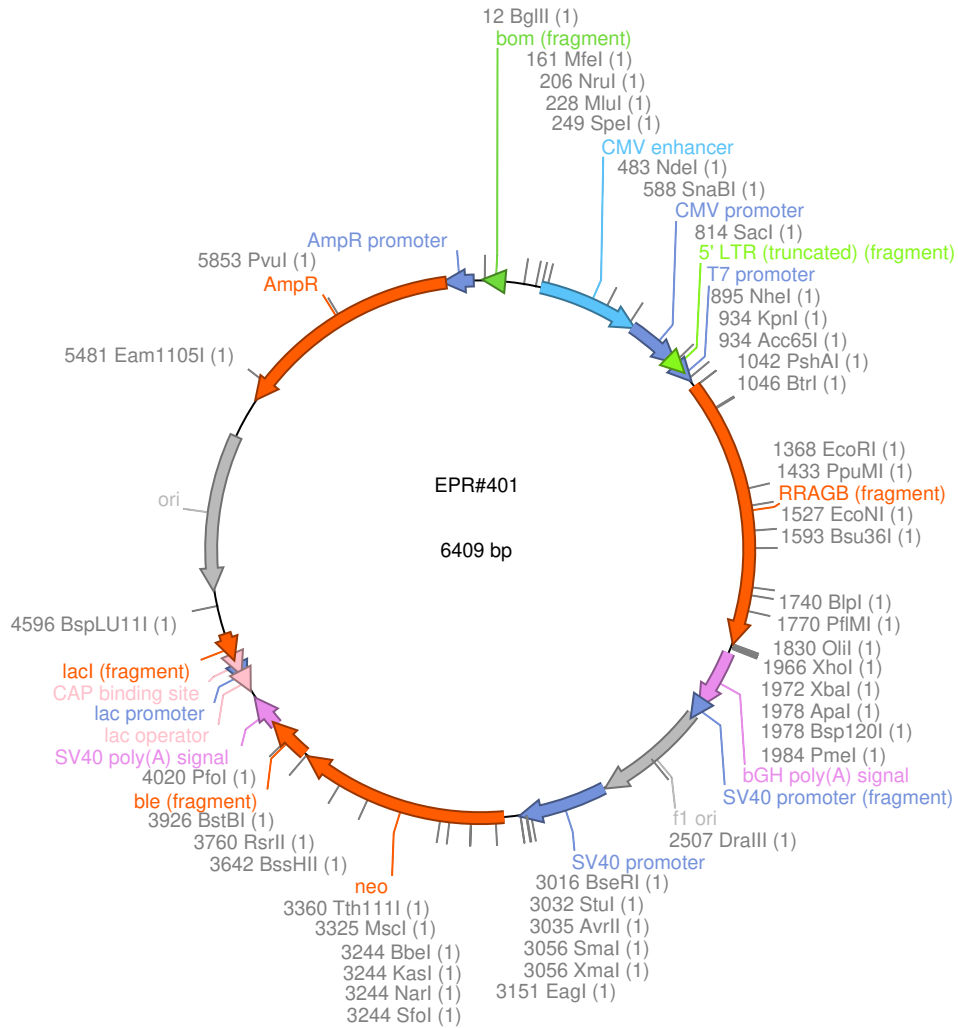 12 BglII (1)
bom (fragment)
161 MfeI (1)
206 NruI (1)
228 MluI (1)
249 SpeI (1)
CMV enhancer
483 NdeI (1)
588 SnaBI (1)
CMV promoter
814 SacI (1)
5' LTR (truncated) (fragment)
T7 promoter
895 NheI (1)
934 KpnI (1)
934 Acc65I (1)
1042 PshAI (1)
1046 BtrI (1)
1368 EcoRI (1)
1433 PpuMI (1)
RRAGB (fragment)
1527 EcoNI (1)
1593 Bsu36I (1)
1740 BlpI (1)
1770 PflMI (1)
1830 OliI (1)
1966 XhoI (1)
1972 XbaI (1)
1978 ApaI (1)
1978 Bsp120I (1)
1984 PmeI (1)
bGH poly(A) signal
SV40 promoter (fragment)
f1 ori
2507 DraIII (1)
SV40 promoter
3016 BseRI (1)
3032 StuI (1)
3035 AvrII (1)
3056 SmaI (1)
3056 XmaI (1)
3151 EagI (1)
3244 SfoI (1)
3244 NarI (1)
3244 KasI (1)
3244 BbeI (1)
3325 MscI (1)
3360 Tth111I (1)
neo
3642 BssHII (1)
3760 RsrII (1)
3926 BstBI (1)
ble (fragment)
4020 PfoI (1)
SV40 poly(A) signal
lac operator
lac promoter
CAP binding site
lacI (fragment)
4596 BspLU11I (1)
ori
5481 Eam1105I (1)
AmpR
5853 PvuI (1)
AmpR promoter
EPR#401
6409 bp